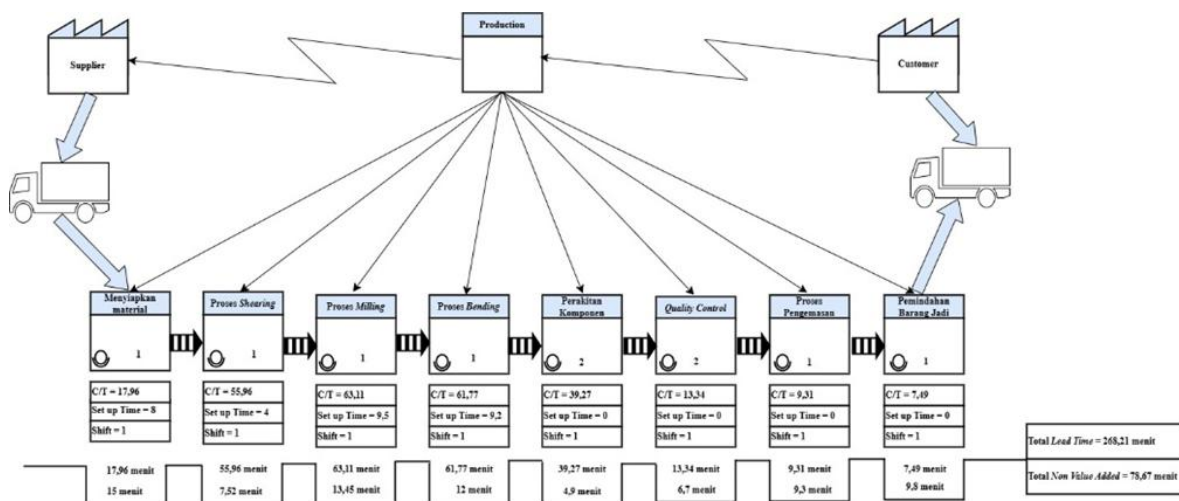 Production
Supplier
Customer
Menyiapkan
material
1
C/T = 17,96
Set up Time = 8
Shift = 1
Proses Shearing
1
C/T = 55,96
Set up Time = 4
Shift = 1
Proses Milling
1
C/T = 63,11
Set up Time = 9,5
Shift = 1
Proses Bending
1
C/T = 61,77
Set up Time = 9,2
Shift = 1
Perakitan
Komponen
2
C/T = 39,27
Set up Time = 0
Shift = 1
Quality Control
2
C/T = 13,34
Set up Time = 0
Shift = 1
Proses
Pengemasan
1
C/T = 9,31
Set up Time = 0
Shift = 1
Pemindahan
Barang Jadi
1
C/T = 7,49
Set up Time = 0
Shift = 1
17,96 menit
15 menit
55,96 menit
7,52 menit
63,11 menit
13,45 menit
61,77 menit
12 menit
39,27 menit
4,9 menit
13,34 menit
6,7 menit
9,31 menit
9,3 menit
7,49 menit
9,8 menit
Total Lead Time = 268,21 menit
Total Non Value Added = 78,67 menit